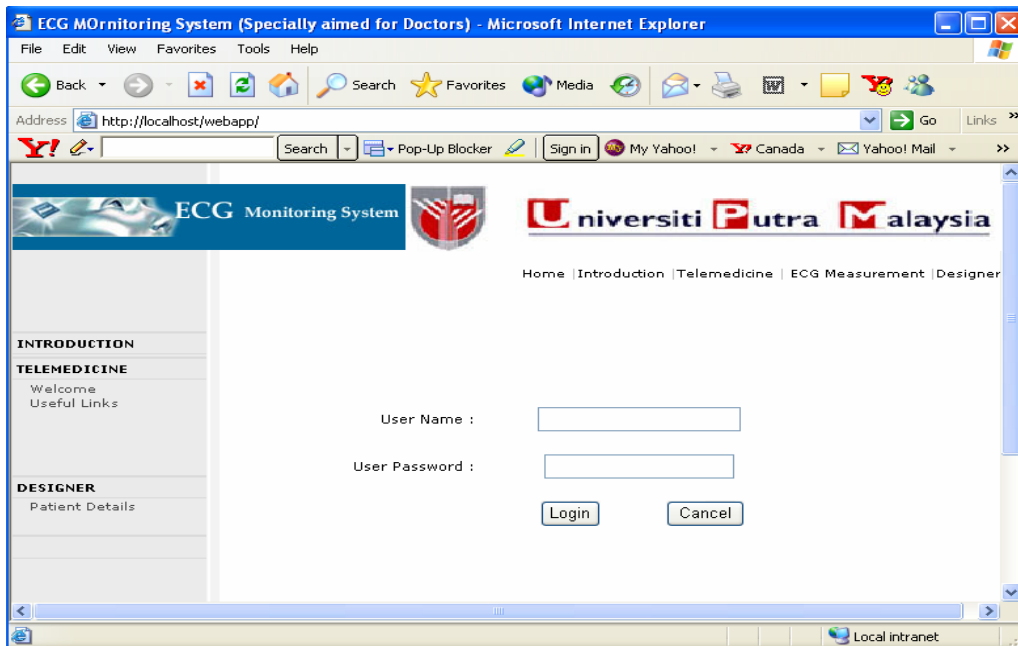 ECG MOrnitoring System (Specially aimed for Doctors) - Microsoft Internet Explorer
File Edit View Favorites Tools Help
Back Search Favorites Media
Address http://localhost/webapp/ Go Links »
Y! Search Pop-Up Blocker Sign in My Yahoo! Canada Yahoo! Mail »
ECG Monitoring System
Universiti Putra Malaysia
Home |Introduction |Telemedicine | ECG Measurement |Designer
INTRODUCTION
TELEMEDICINE
Welcome
Useful Links
User Name :
User Password :
DESIGNER
Patient Details
Login Cancel
Local intranet